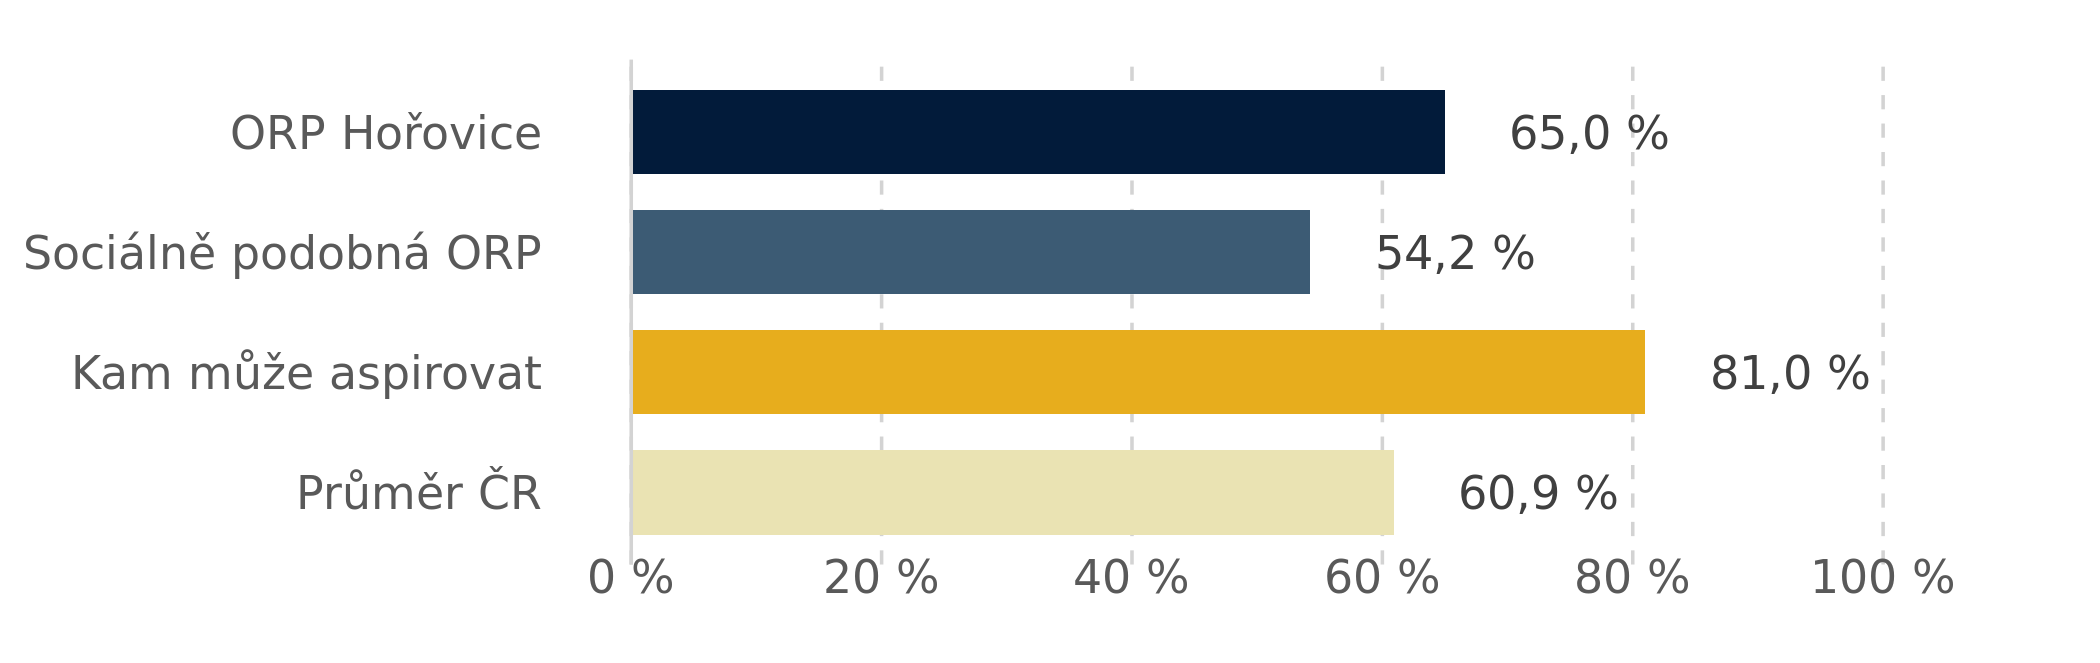 ORP Hořovice 65,0 %
Sociálně podobná ORP 54,2 %
Kam může aspirovat 81,0 %
Průměr ČR 60,9 %
0 % 20 % 40 % 60 % 80 % 100 %